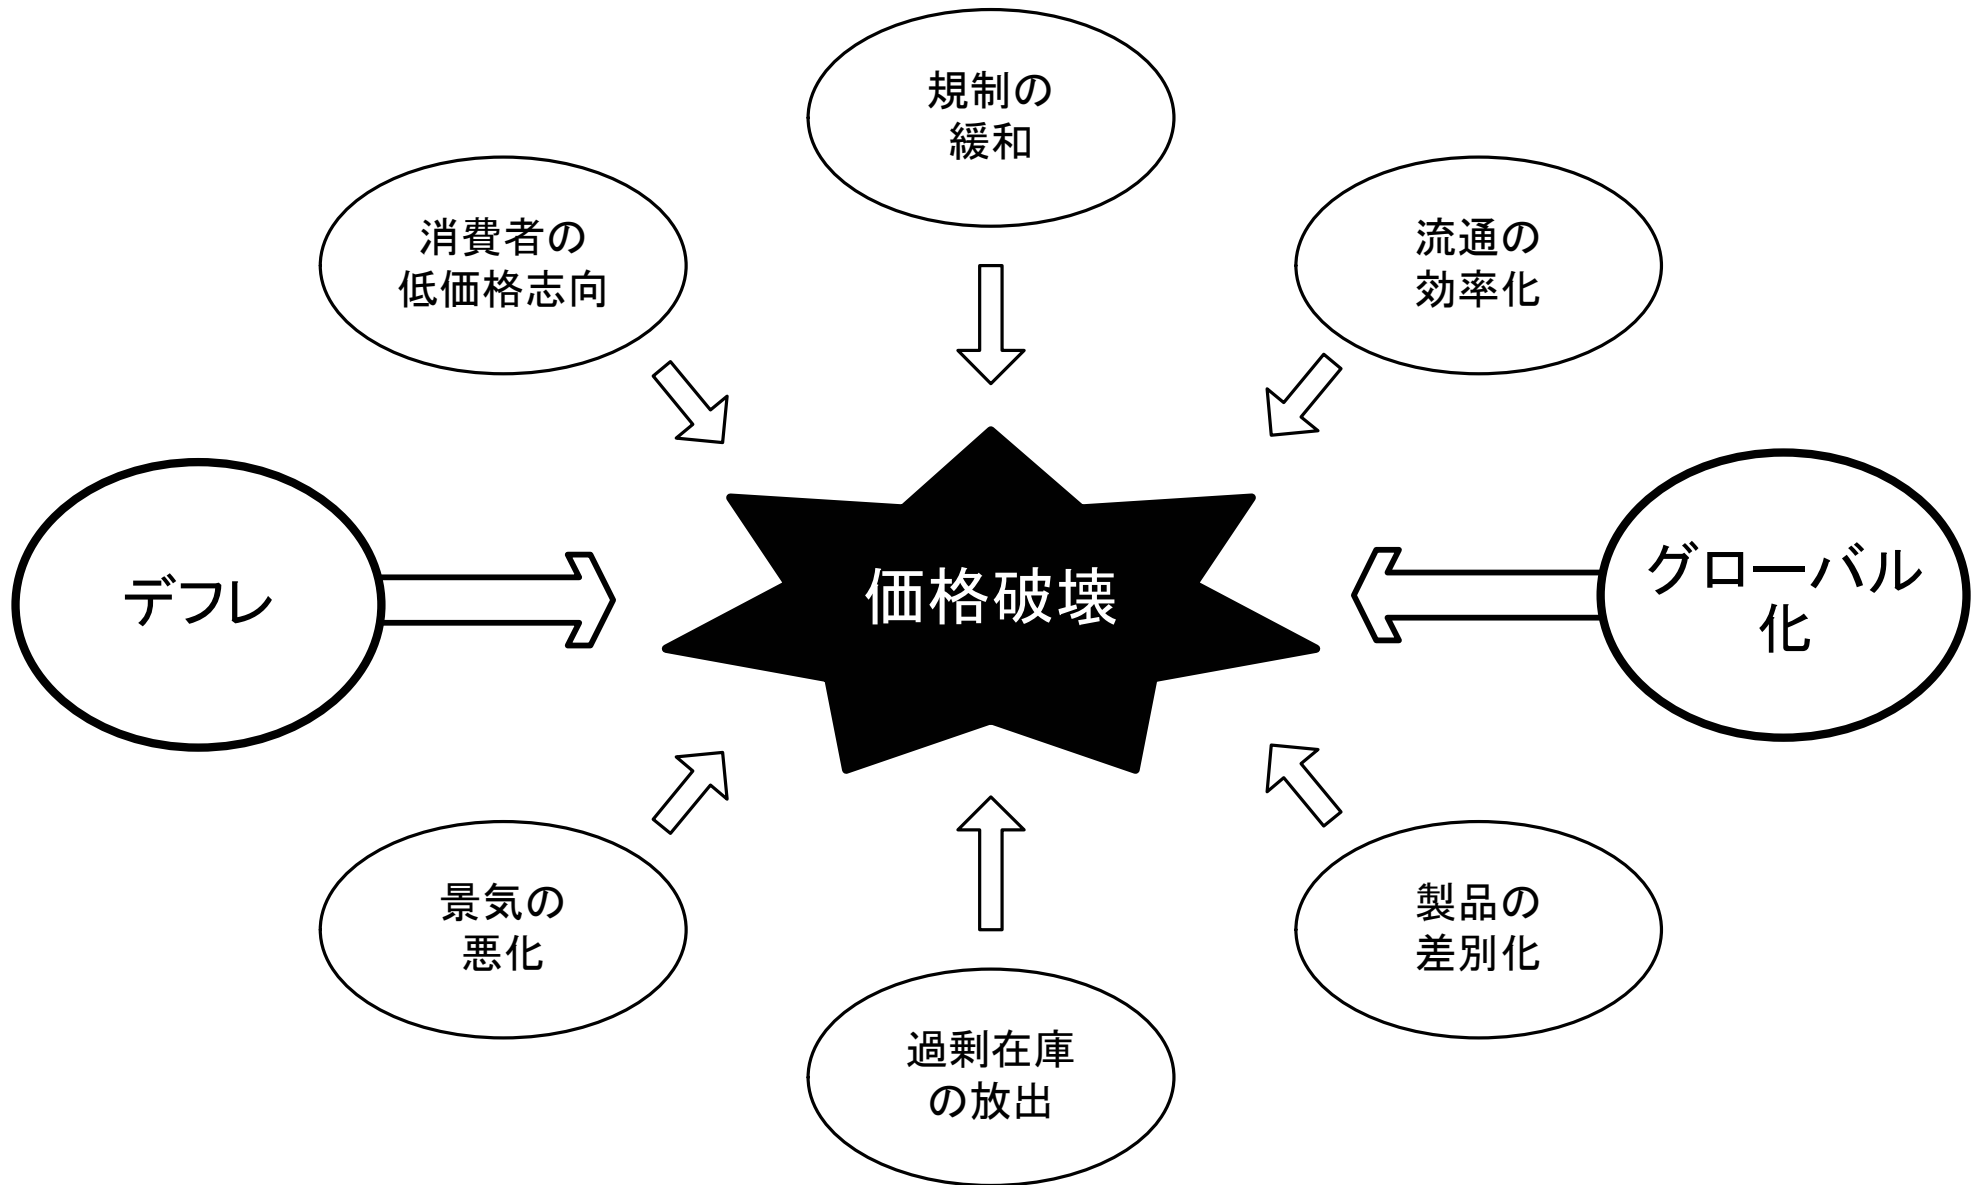 規制の
緩和
消費者の
低価格志向
流通の
効率化
デフレ
価格破壊
グローバル
化
景気の
悪化
製品の
差別化
過剰在庫
の放出